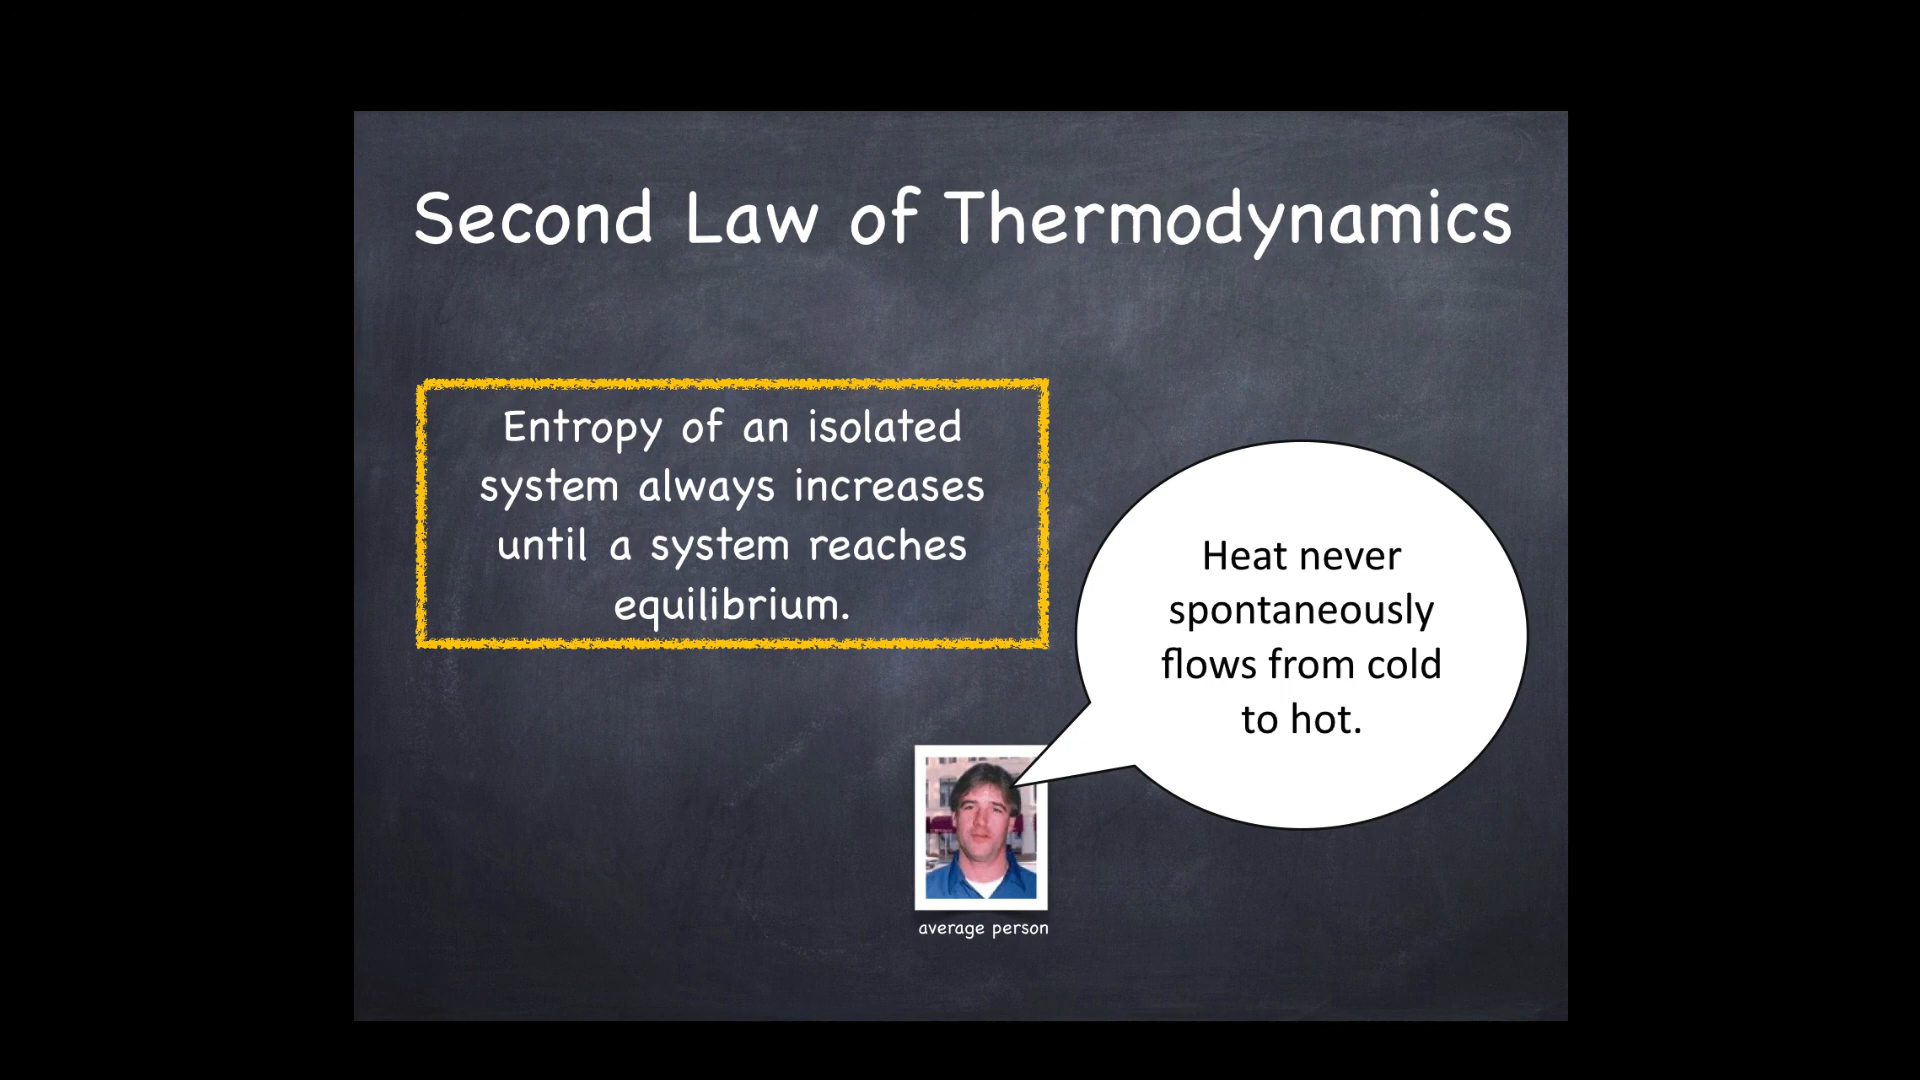 Second Law of Thermodynamics
Entropy of an isolated
system always increases
until a system reaches
equilibrium.
Heat never
spontaneously
flows from cold
to hot.
average person